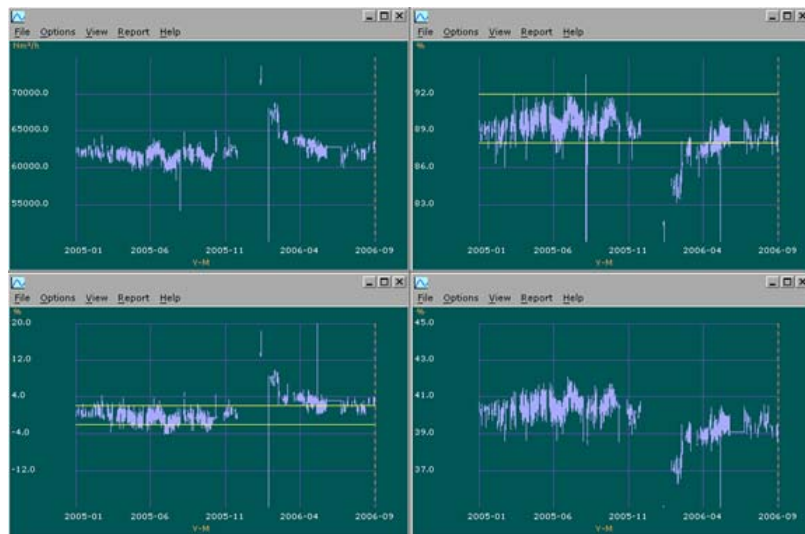 File Options View Report Help
Nm³/h
70000.0
65000.0
60000.0
55000.0
2005-01 2005-06 2005-11 2006-04 2006-09
Y-M
File Options View Report Help
%
92.0
89.0
86.0
83.0
2005-01 2005-06 2005-11 2006-04 2006-09
Y-M
File Options View Report Help
%
20.0
12.0
4.0
-4.0
-12.0
2005-01 2005-06 2005-11 2006-04 2006-09
Y-M
File Options View Report Help
%
45.0
43.0
41.0
39.0
37.0
2005-01 2005-06 2005-11 2006-04 2006-09
Y-M